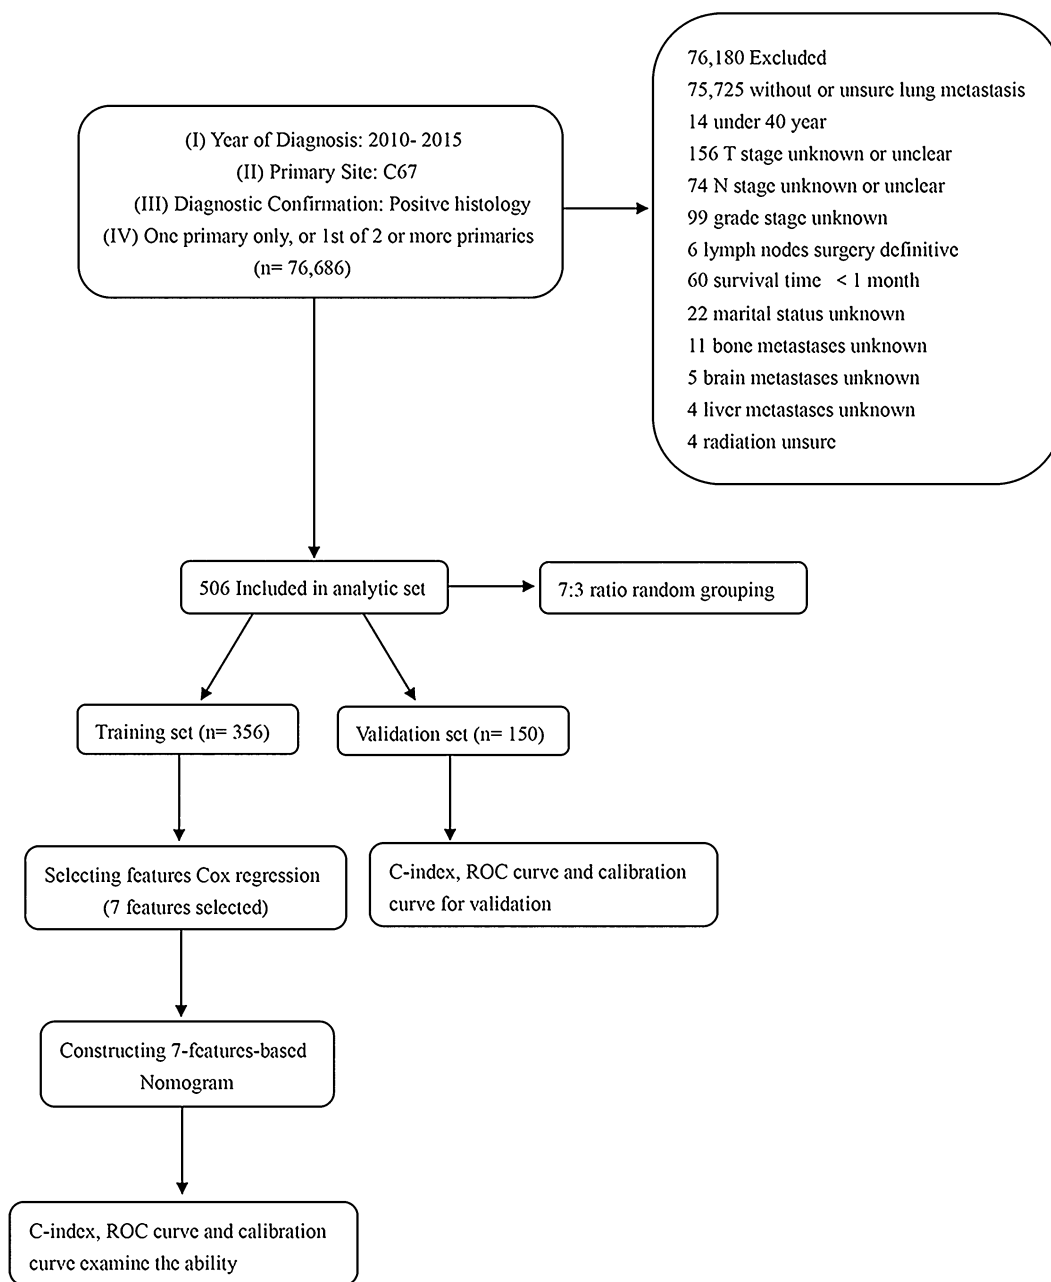 (I) Year of Diagnosis: 2010- 2015
(II) Primary Site: C67
(III) Diagnostic Confirmation: Positve histology
(IV) One primary only, or 1st of 2 or more primaries
(n= 76,686)
76,180 Excluded
75,725 without or unsure lung metastasis
14 under 40 year
156 T stage unknown or unclear
74 N stage unknown or unclear
99 grade stage unknown
6 lymph nodes surgery definitive
60 survival time < 1 month
22 marital status unknown
11 bone metastases unknown
5 brain metastases unknown
4 liver metastases unknown
4 radiation unsure
506 Included in analytic set
7:3 ratio random grouping
Training set (n= 356)
Validation set (n= 150)
Selecting features Cox regression
(7 features selected)
C-index, ROC curve and calibration
curve for validation
Constructing 7-features-based
Nomogram
C-index, ROC curve and calibration
curve examine the ability